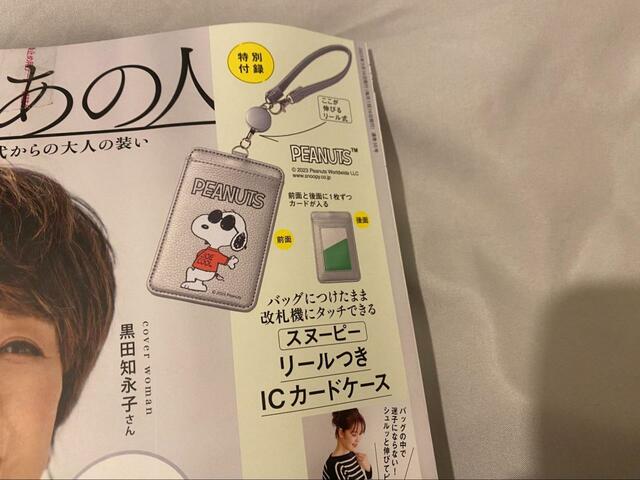 あの人
代からの大人の装い
特別
付録
ここが
伸びる
リール式
PEANUTS™
© 2023 Peanuts Worldwide LLC
www.snoopy.co.jp
PEANUTS
JOE COOL
© 2023 Peanuts
前面と後面に1枚ずつ
カードが入る
前面
後面
バッグにつけたまま
改札機にタッチできる
スヌーピー
リールつき
ICカードケース
cover woman
黒田知永子さん
バッグの中で
迷子にならない!
シュルッと伸びてピ